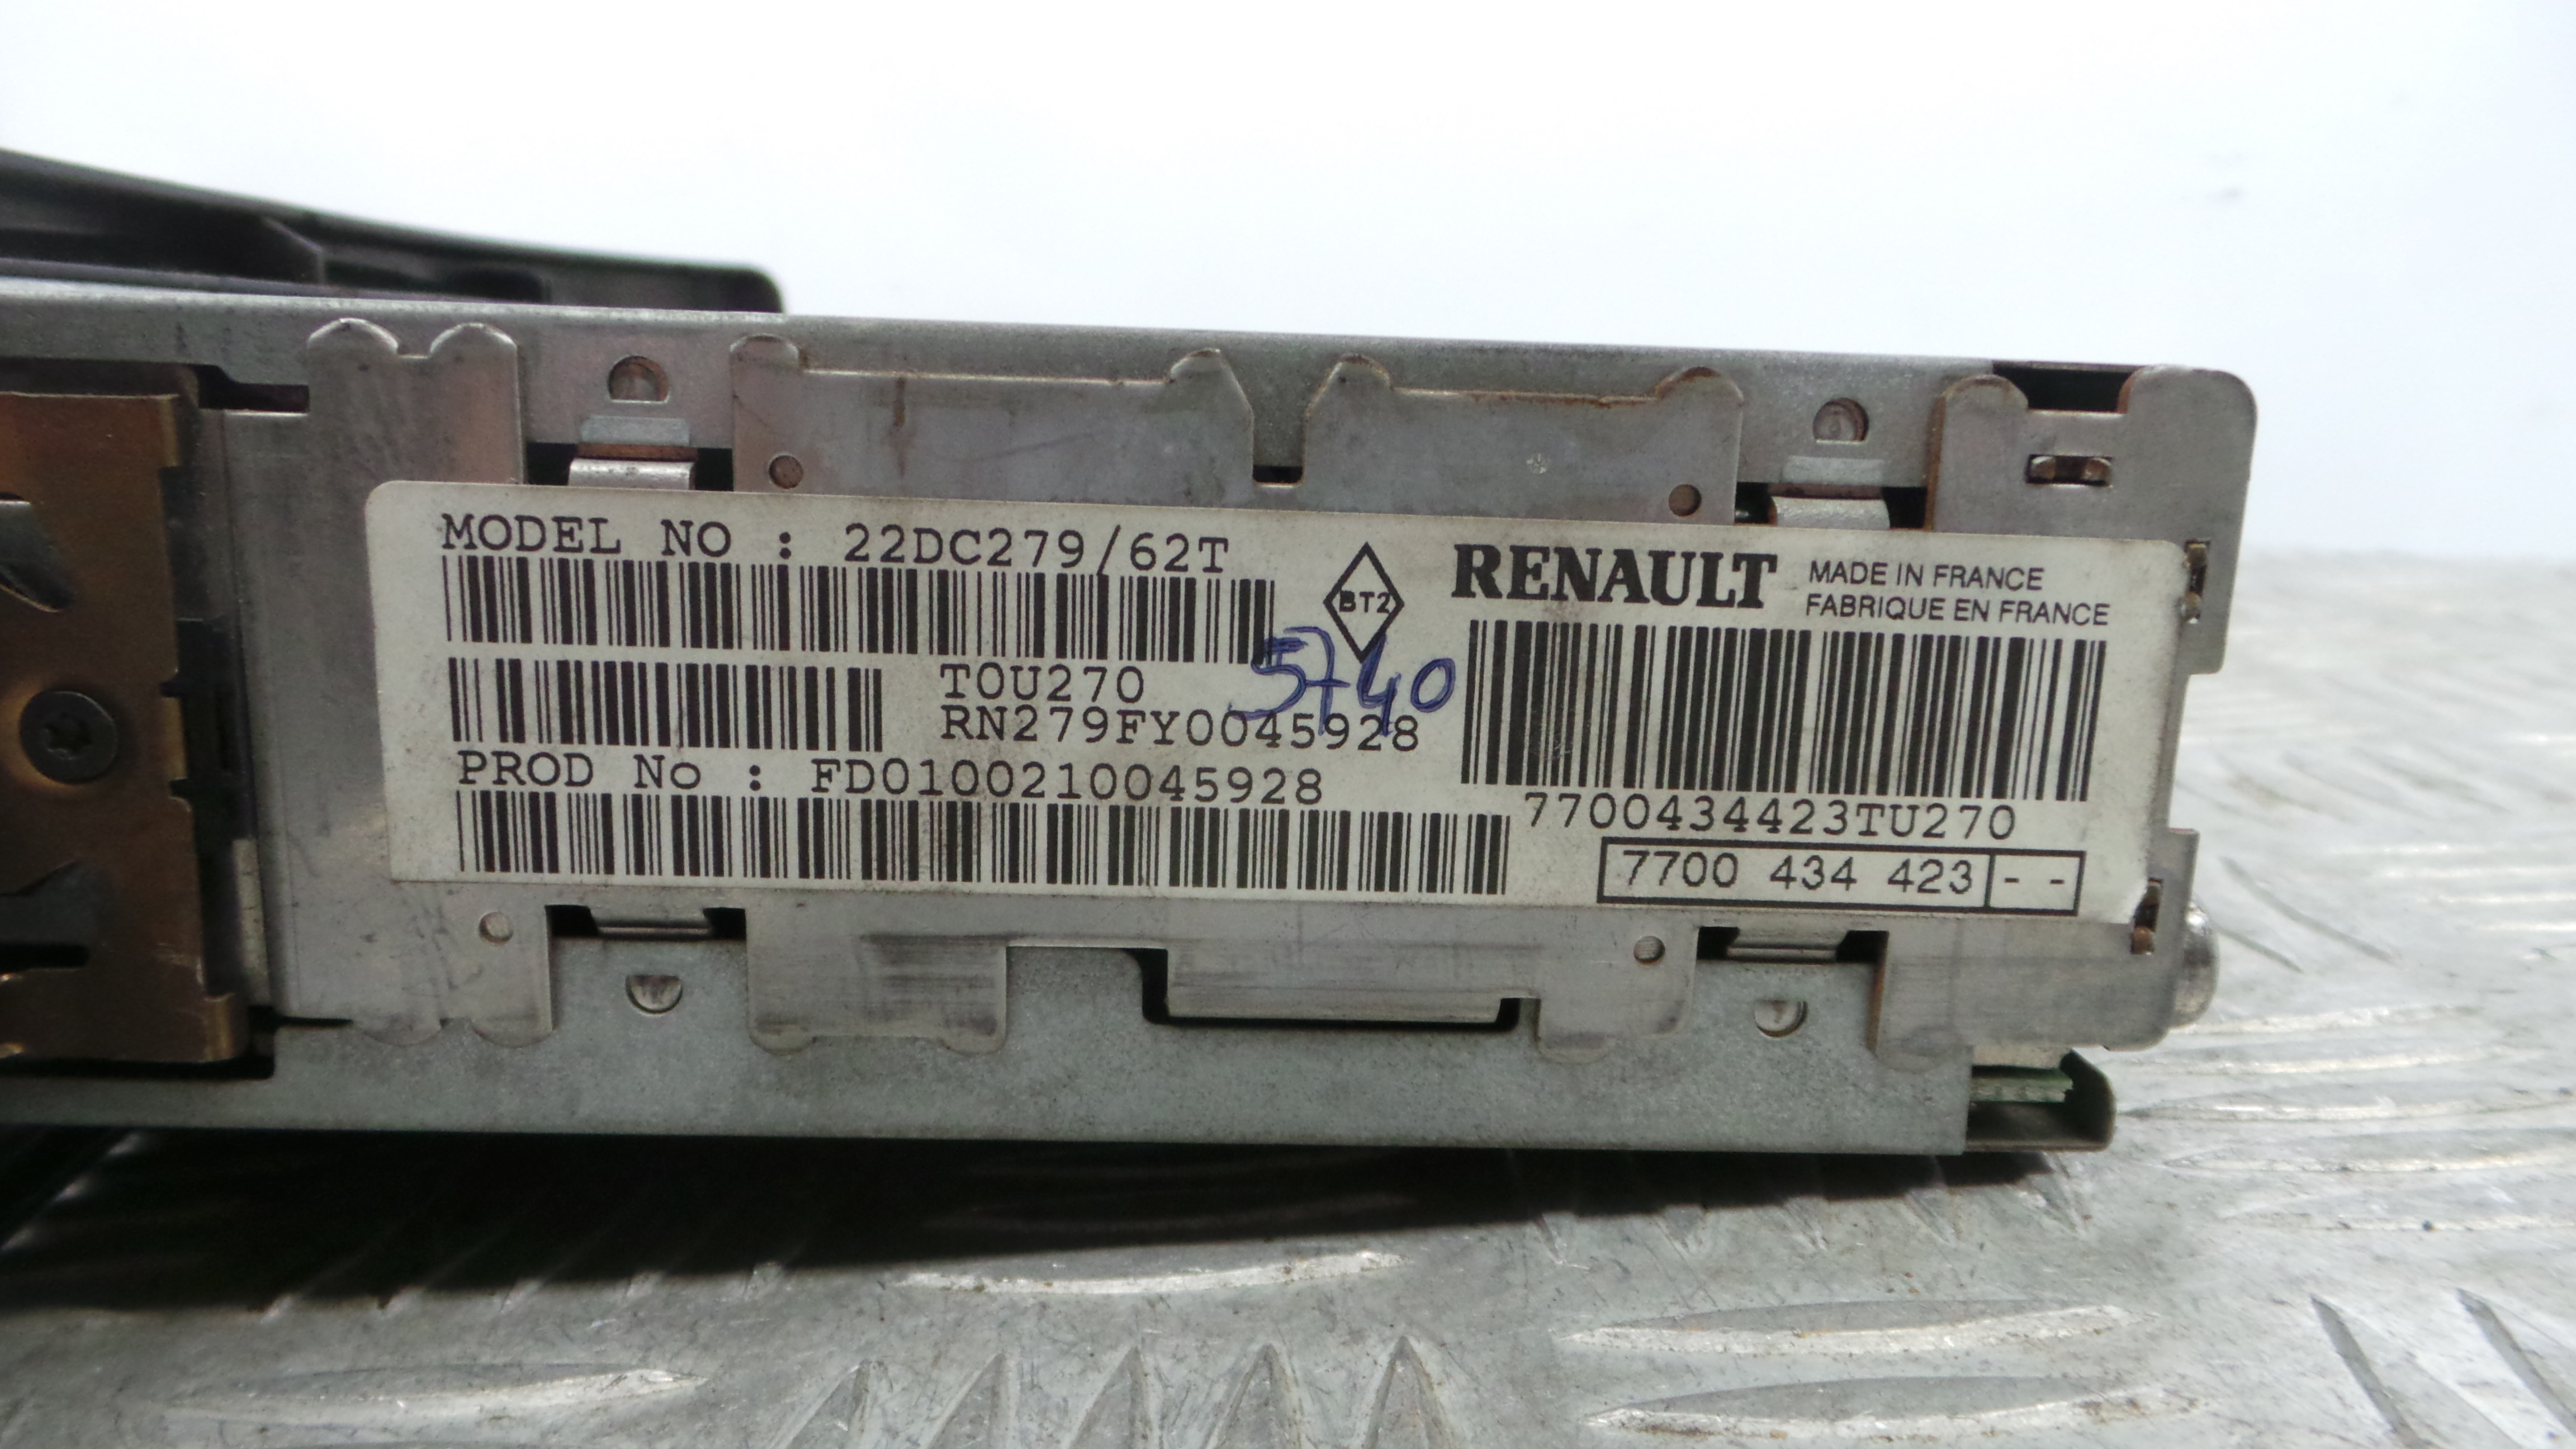 MODEL NO : 22DC279/62T
BT2
RENAULT
MADE IN FRANCE
FABRIQUE EN FRANCE
5740
TOU270
RN279FY0045928
PROD No : FD0100210045928
7700434423TU270
7700 434 423 - -